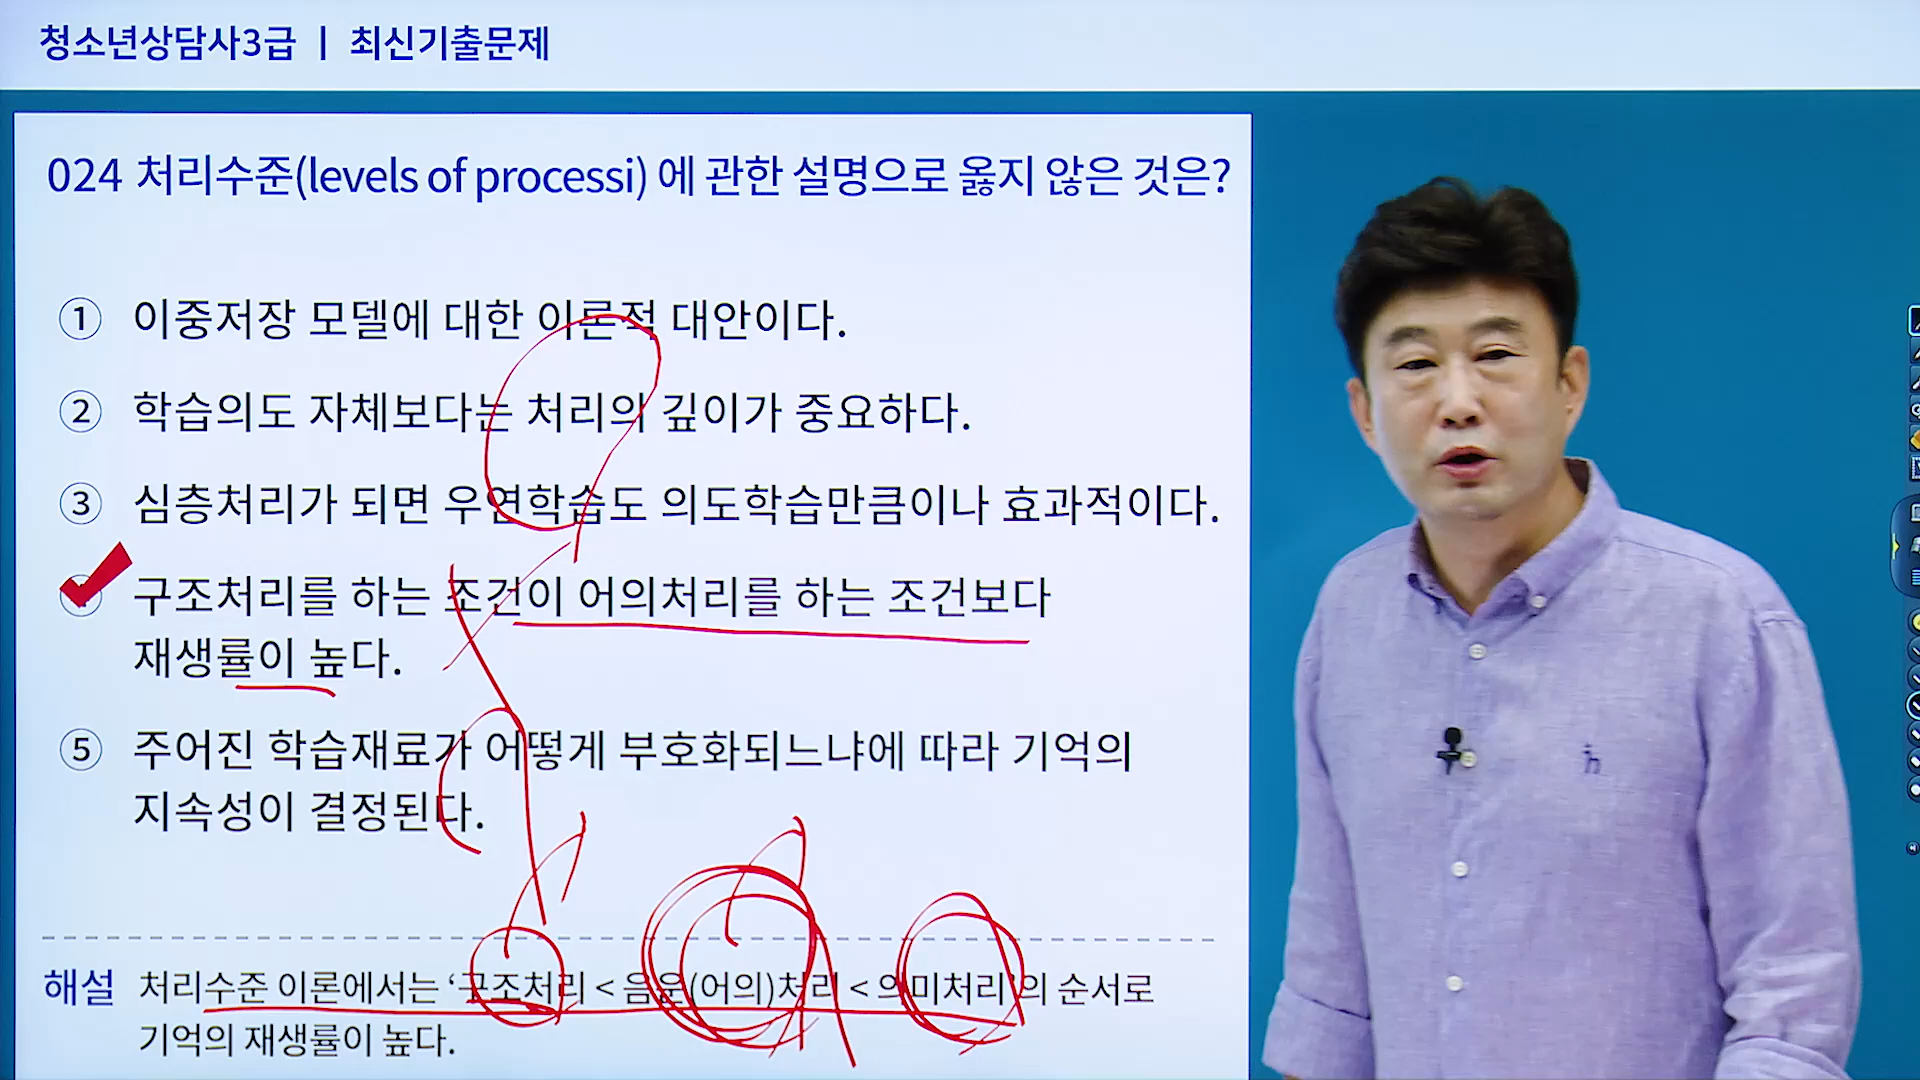 청소년상담사3급 | 최신기출문제
024 처리수준(levels of processi) 에 관한 설명으로 옳지 않은 것은?
① 이중저장 모델에 대한 이론적 대안이다.
② 학습의도 자체보다는 처리의 깊이가 중요하다.
③ 심층처리가 되면 우연학습도 의도학습만큼이나 효과적이다.
④ 구조처리를 하는 조건이 어의처리를 하는 조건보다
재생률이 높다.
⑤ 주어진 학습재료가 어떻게 부호화되느냐에 따라 기억의
지속성이 결정된다.
해설 처리수준 이론에서는 ‘구조처리 < 음운(어의)처리 < 의미처리’의 순서로
기억의 재생률이 높다.